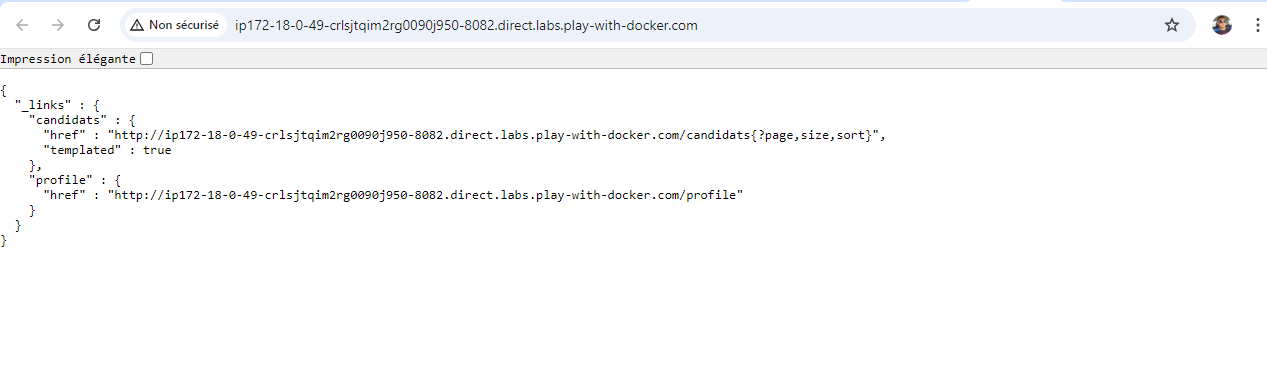 Non sécurisé ip172-18-0-49-crlsjtqim2rg0090j950-8082.direct.labs.play-with-docker.com
Impression élégante
{
  "_links" : {
    "candidats" : {
      "href" : "http://ip172-18-0-49-crlsjtqim2rg0090j950-8082.direct.labs.play-with-docker.com/candidats{?page,size,sort}",
      "templated" : true
    },
    "profile" : {
      "href" : "http://ip172-18-0-49-crlsjtqim2rg0090j950-8082.direct.labs.play-with-docker.com/profile"
    }
  }
}